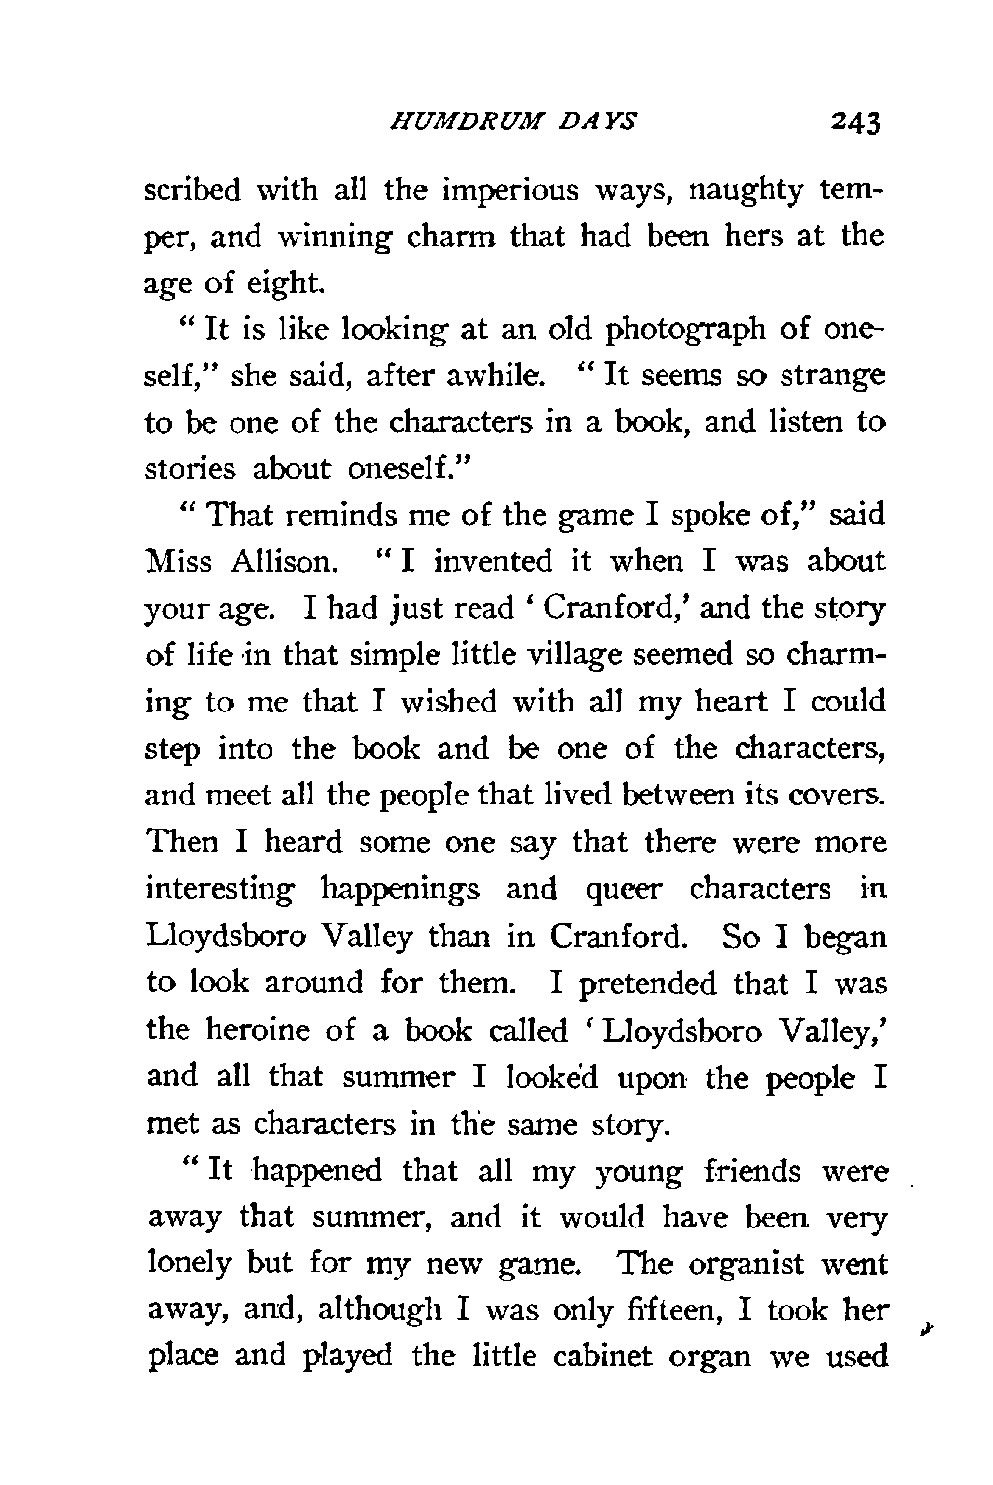 HUMDRUM DAYS 243
scribed with all the imperious ways, naughty tem-
per, and winning charm that had been hers at the
age of eight.
" It is like looking at an old photograph of one-
self," she said, after awhile. " It seems so strange
to be one of the characters in a book, and listen to
stories about oneself."
" That reminds me of the game I spoke of," said
Miss Allison. " I invented it when I was about
your age. I had just read ' Cranford,' and the story
of life in that simple little village seemed so charm-
ing to me that I wished with all my heart I could
step into the book and be one of the characters,
and meet all the people that lived between its covers.
Then I heard some one say that there were more
interesting happenings and queer characters in
Lloydsboro Valley than in Cranford. So I began
to look around for them. I pretended that I was
the heroine of a book called ' Lloydsboro Valley,'
and all that summer I looked upon the people I
met as characters in the same story.
" It happened that all my young friends were
away that summer, and it would have been very
lonely but for my new game. The organist went
away, and, although I was only fifteen, I took her
place and played the little cabinet organ we used